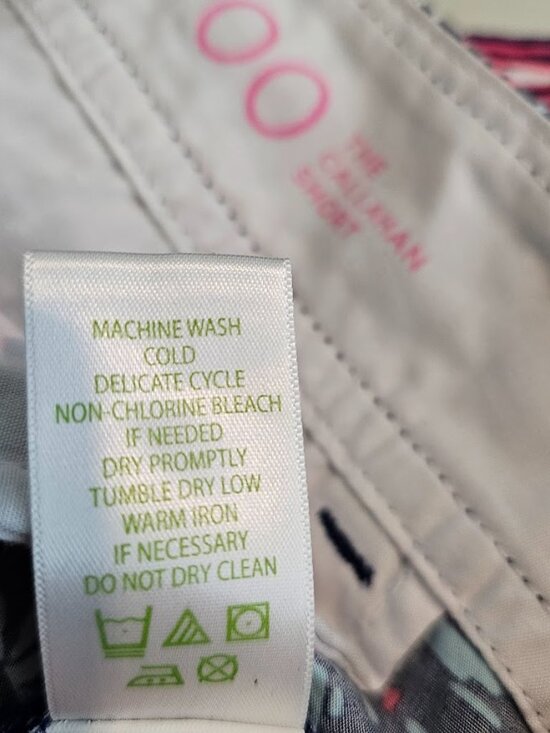 00
THE
CALLAHAN
SHORT
MACHINE WASH
COLD
DELICATE CYCLE
NON-CHLORINE BLEACH
IF NEEDED
DRY PROMPTLY
TUMBLE DRY LOW
WARM IRON
IF NECESSARY
DO NOT DRY CLEAN